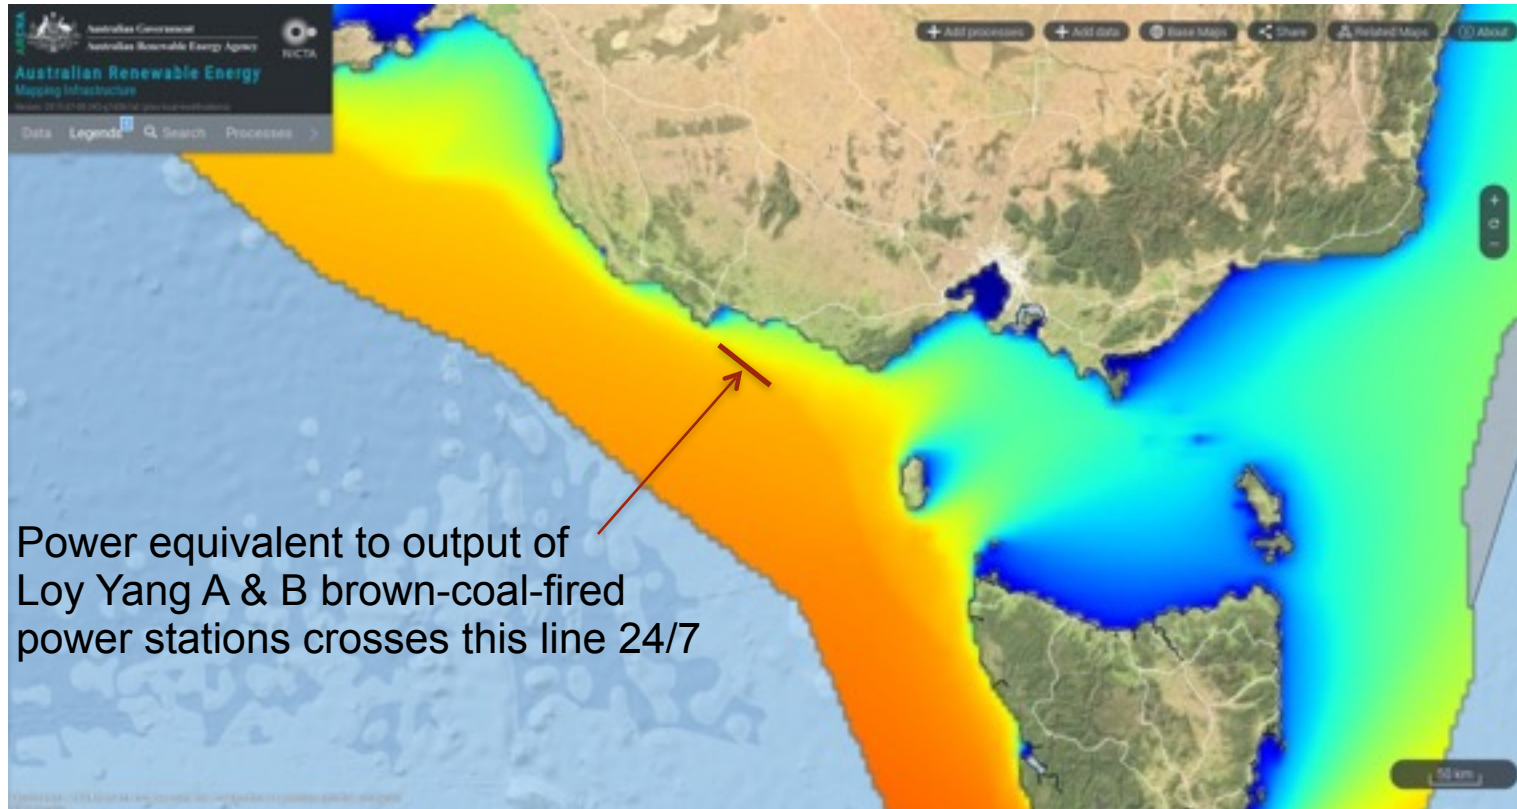 ARENA
Australian Government
Australian Renewable Energy Agency
NICTA
Australian Renewable Energy
Mapping Infrastructure
Data Legends Search Processes >
+ Add processes + Add data Base Maps Share Related Maps About
Power equivalent to output of
Loy Yang A & B brown-coal-fired
power stations crosses this line 24/7
50 km